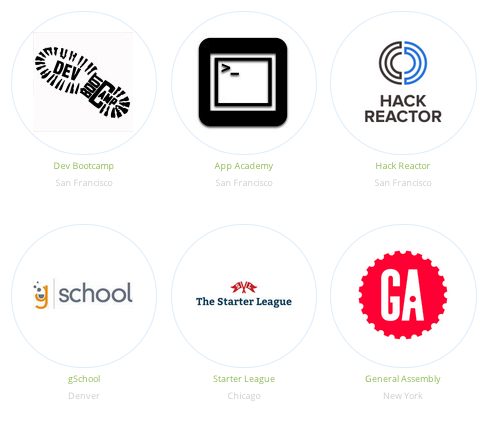 DEV
BOOT
CAMP
>_
HACK
REACTOR
Dev Bootcamp
App Academy
Hack Reactor
San Francisco
San Francisco
San Francisco
g school
The Starter League
GA
gSchool
Starter League
General Assembly
Denver
Chicago
New York